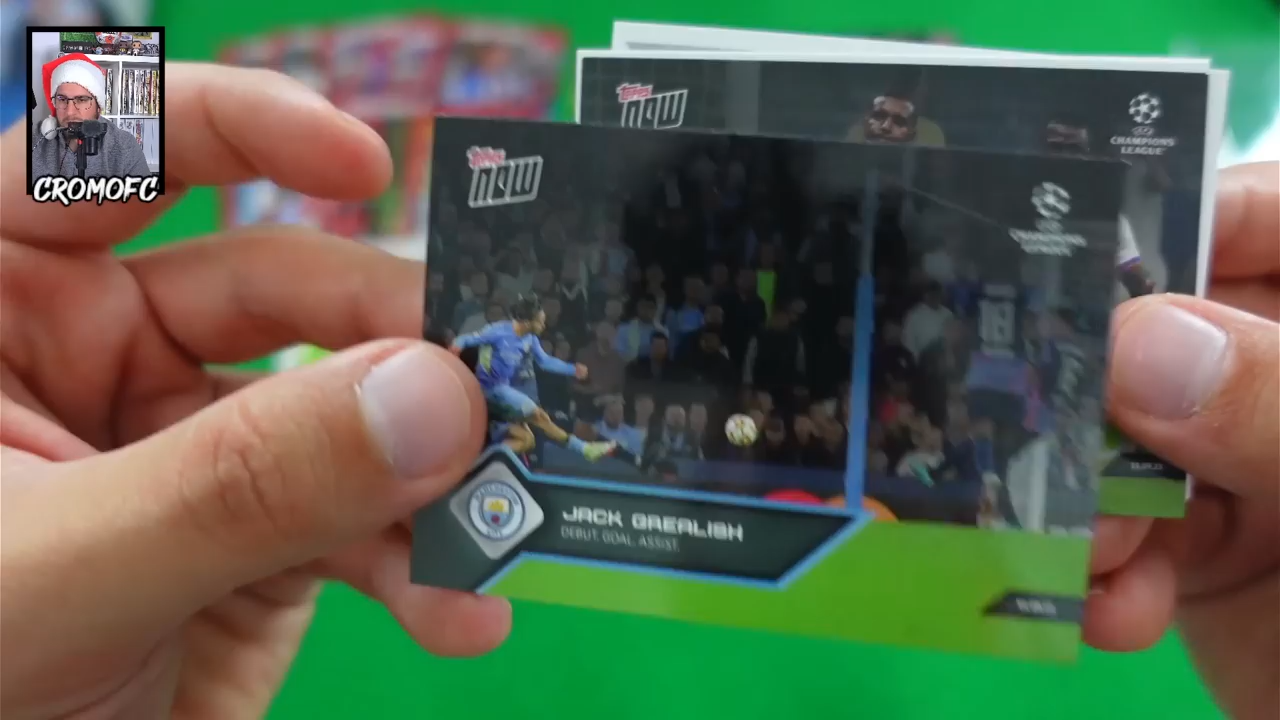 CROMOFC
TOPPS
NOW
CHAMPIONS
LEAGUE
TOPPS
NOW
CHAMPIONS
LEAGUE
JACK GREALISH
DEBUT. GOAL. ASSIST.